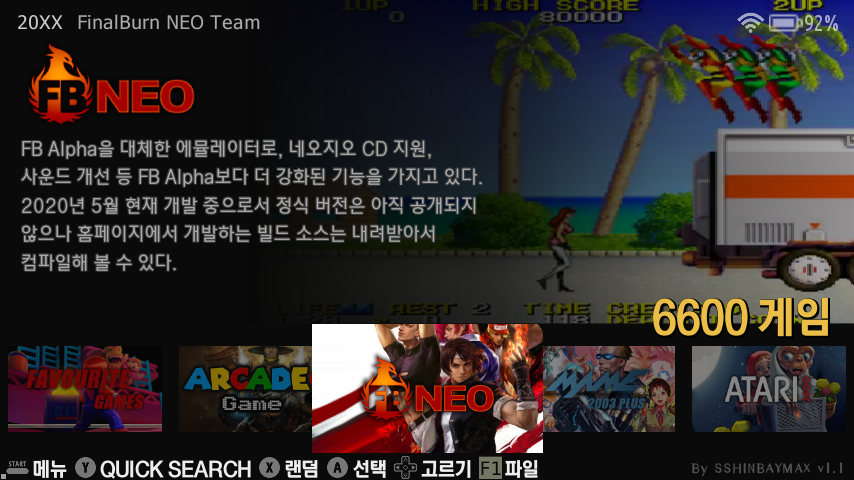 1UP HIGH SCORE 2UP
0 80000
20XX FinalBurn NEO Team
92%
FB NEO
FB Alpha을 대체한 에뮬레이터로, 네오지오 CD 지원,
사운드 개선 등 FB Alpha보다 더 강화된 기능을 가지고 있다.
2020년 5월 현재 개발 중으로서 정식 버전은 아직 공개되지
않으나 홈페이지에서 개발하는 빌드 소스는 내려받아서
컴파일해 볼 수 있다.
LIFE REST 2 TIME
118
6600 게임
FAVOURITE
GAMES
ARCADE
Game
FB NEO
MAME
2003 PLUS
ATARI
START 메뉴 Y QUICK SEARCH X 랜덤 A 선택 고르기 F1 파일
By SSHINBAYMAX v1.1